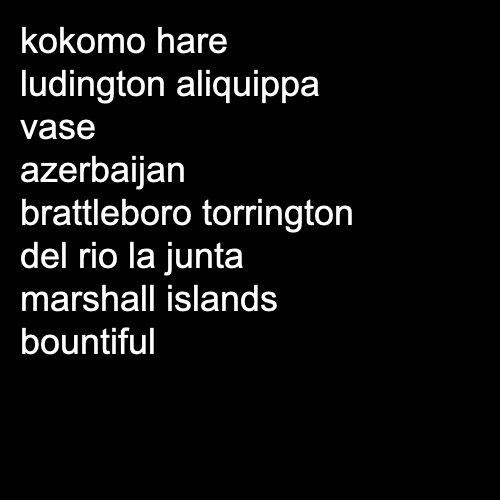 kokomo hare
ludington aliquippa
vase
azerbaijan
brattleboro torrington
del rio la junta
marshall islands
bountiful